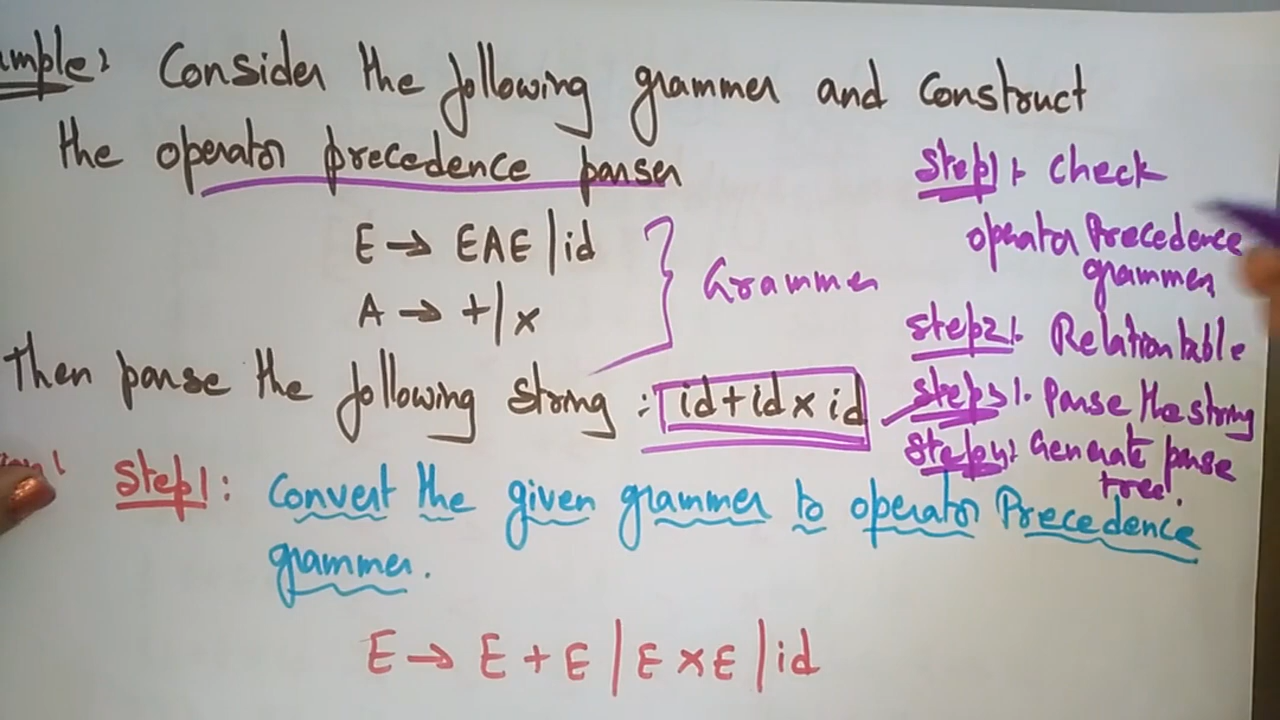 mple: Consider the following grammer and construct
the operator precedence parser
E → EAE | id
A → + | x
Grammer
Then parse the following string : id + id x id
Step1: Check
operator Precedence
grammer
Step2: Relation table
Step3: Parse the string
Step4: Generate parse
tree.
Step1: Convert the given grammer to operator Precedence
grammer.
E → E + E | E x E | id